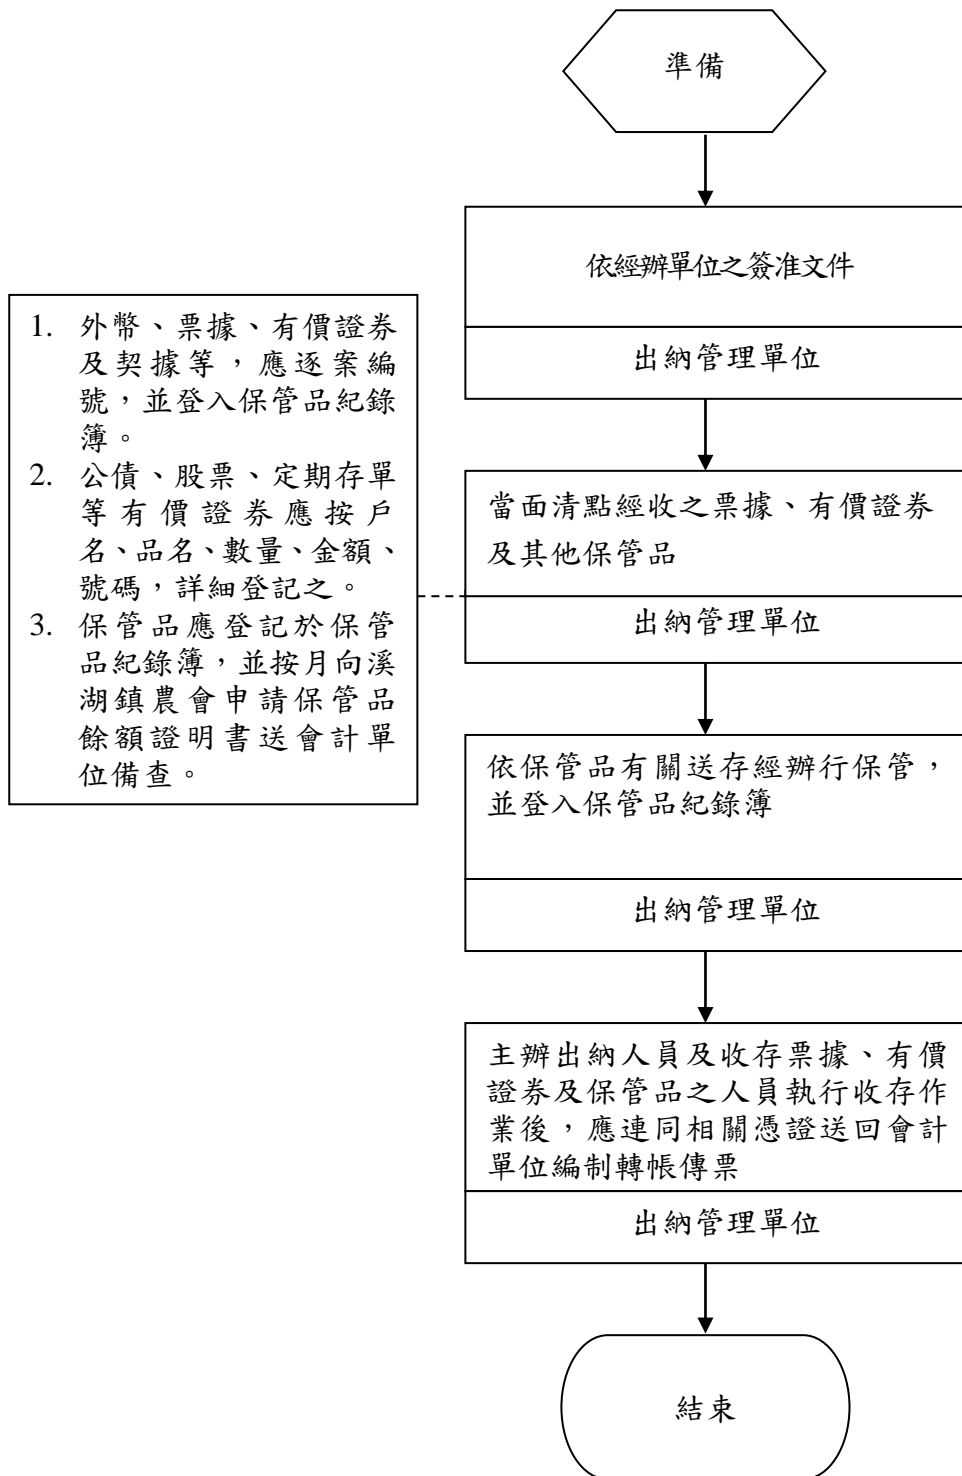 準備
依經辦單位之簽准文件
出納管理單位
1. 外幣、票據、有價證券
及契據等，應逐案編
號，並登入保管品紀錄
簿。
2. 公債、股票、定期存單
等有價證券應按戶
名、品名、數量、金額、
號碼，詳細登記之。
3. 保管品應登記於保管
品紀錄簿，並按月向溪
湖鎮農會申請保管品
餘額證明書送會計單
位備查。
當面清點經收之票據、有價證券
及其他保管品
出納管理單位
依保管品有關送存經辦行保管，
並登入保管品紀錄簿
出納管理單位
主辦出納人員及收存票據、有價
證券及保管品之人員執行收存作
業後，應連同相關憑證送回會計
單位編制轉帳傳票
出納管理單位
結束